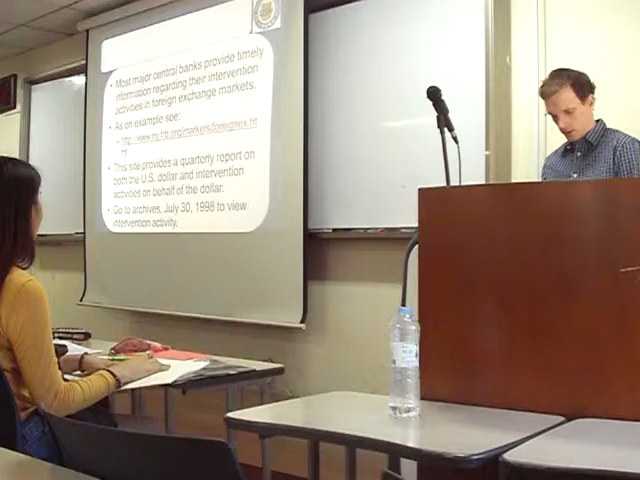 • Most major central banks provide timely
information regarding their intervention
activities in foreign exchange markets.
• As on example see:
– http://www.ny.frb.org/markets/foreignex.ht
m
• This site provides a quarterly report on
both the U.S. dollar and intervention
activities on behalf of the dollar.
• Go to archives, July 30, 1998 to view
intervention activity.